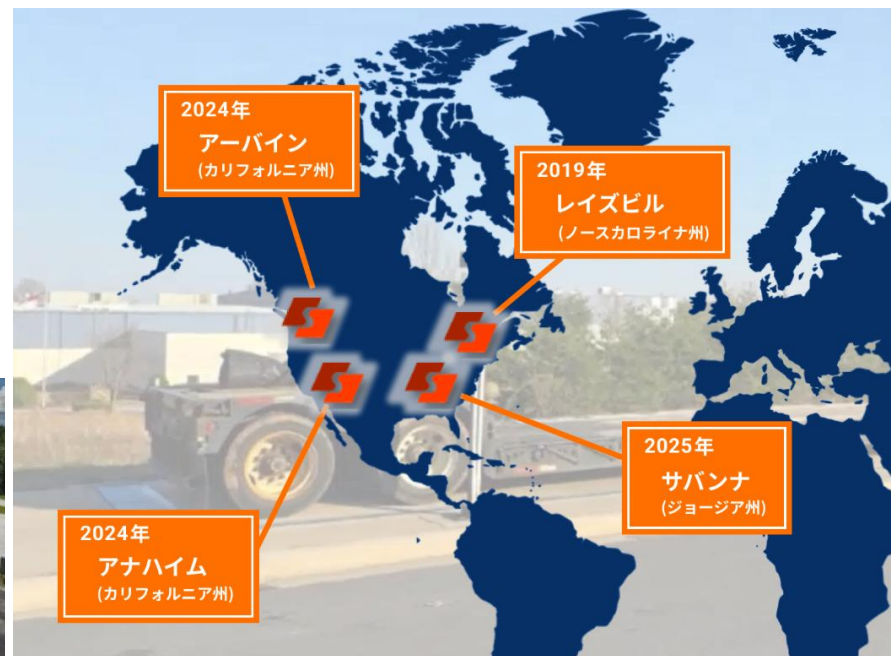 2024年
アーバイン
(カリフォルニア州)
2019年
レイズビル
(ノースカロライナ州)
2025年
サバンナ
(ジョージア州)
2024年
アナハイム
(カリフォルニア州)